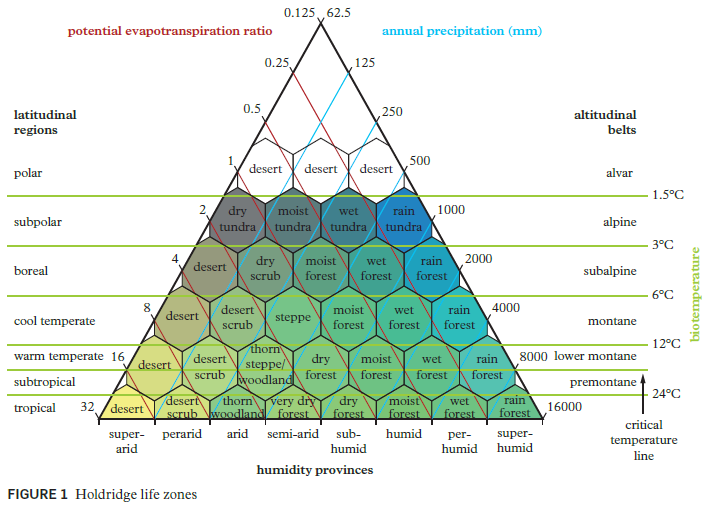 0.125 62.5
potential evapotranspiration ratio annual precipitation (mm)
0.25 125
0.5 250
latitudinal
regions
altitudinal
belts
1 500
desert desert desert
polar alvar
1.5°C
2 1000
dry
tundra
moist
tundra
wet
tundra
rain
tundra
subpolar alpine
3°C
4 2000
desert
dry
scrub
moist
forest
wet
forest
rain
forest
boreal subalpine
6°C
8 4000
desert
desert
scrub
steppe
moist
forest
wet
forest
rain
forest
cool temperate montane
12°C
warm temperate 16 8000 lower montane
desert
desert
scrub
thorn
steppe/
woodland
dry
forest
moist
forest
wet
forest
rain
forest
subtropical premontane
24°C
tropical 32 16000
desert
desert
scrub
thorn
woodland
very dry
forest
dry
forest
moist
forest
wet
forest
rain
forest
biotemperature
critical
temperature
line
super-
arid
perarid
arid
semi-arid
sub-
humid
humid
per-
humid
super-
humid
humidity provinces
FIGURE 1 Holdridge life zones